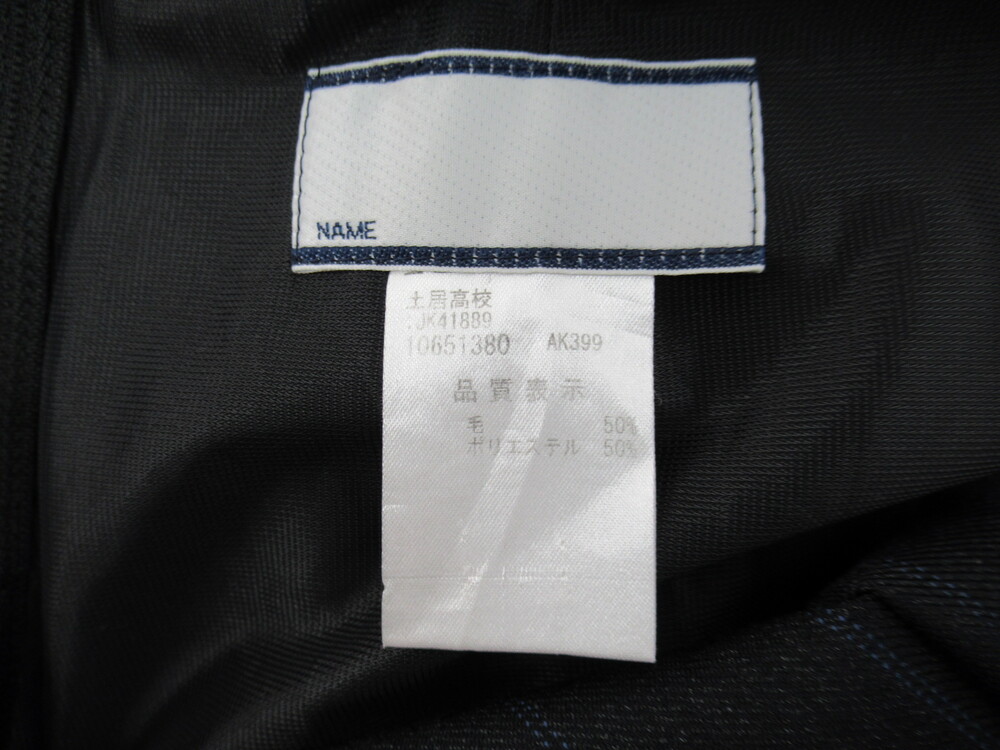 NAME
土居高校
:JK41889
10651380 AK399
品質表示
毛 50%
ポリエステル 50%